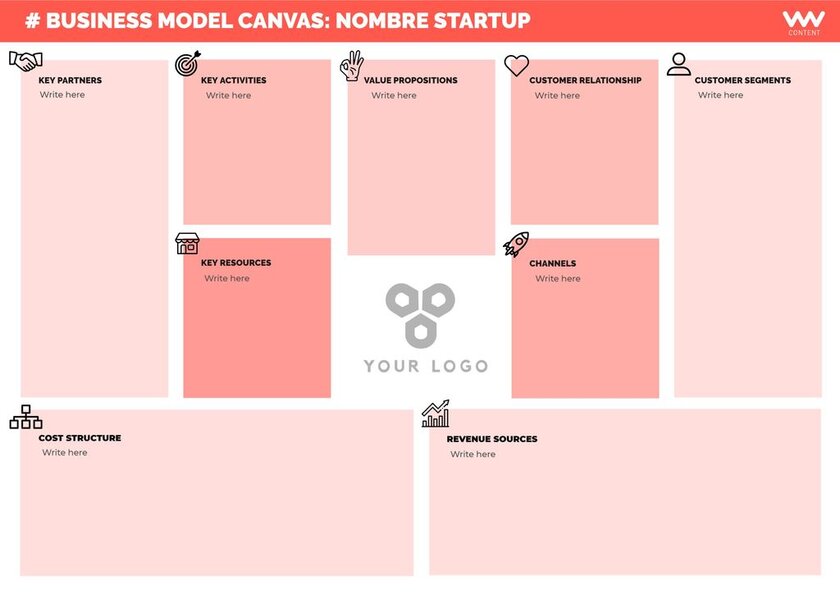 # BUSINESS MODEL CANVAS: NOMBRE STARTUP
CONTENT
KEY PARTNERS
Write here
KEY ACTIVITIES
Write here
VALUE PROPOSITIONS
Write here
CUSTOMER RELATIONSHIP
Write here
CUSTOMER SEGMENTS
Write here
KEY RESOURCES
Write here
CHANNELS
Write here
YOUR LOGO
COST STRUCTURE
Write here
REVENUE SOURCES
Write here